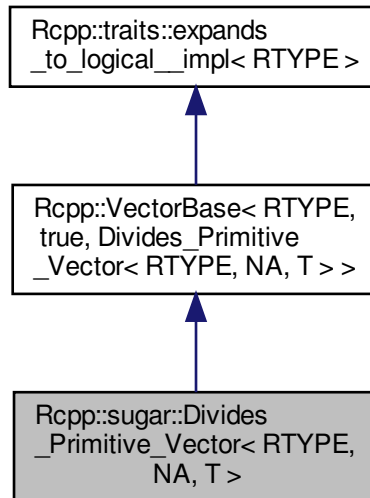 Rcpp::traits::expands
_to_logical__impl< RTYPE >
Rcpp::VectorBase< RTYPE,
true, Divides_Primitive
_Vector< RTYPE, NA, T > >
Rcpp::sugar::Divides
_Primitive_Vector< RTYPE,
NA, T >